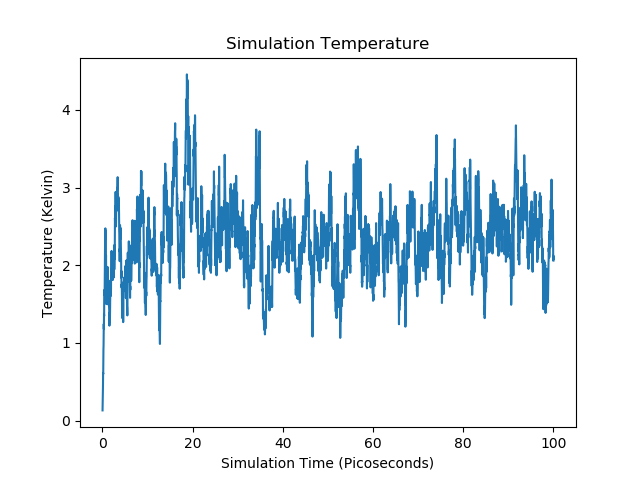 Simulation Temperature
Temperature (Kelvin)
4
3
2
1
0
0 20 40 60 80 100
Simulation Time (Picoseconds)